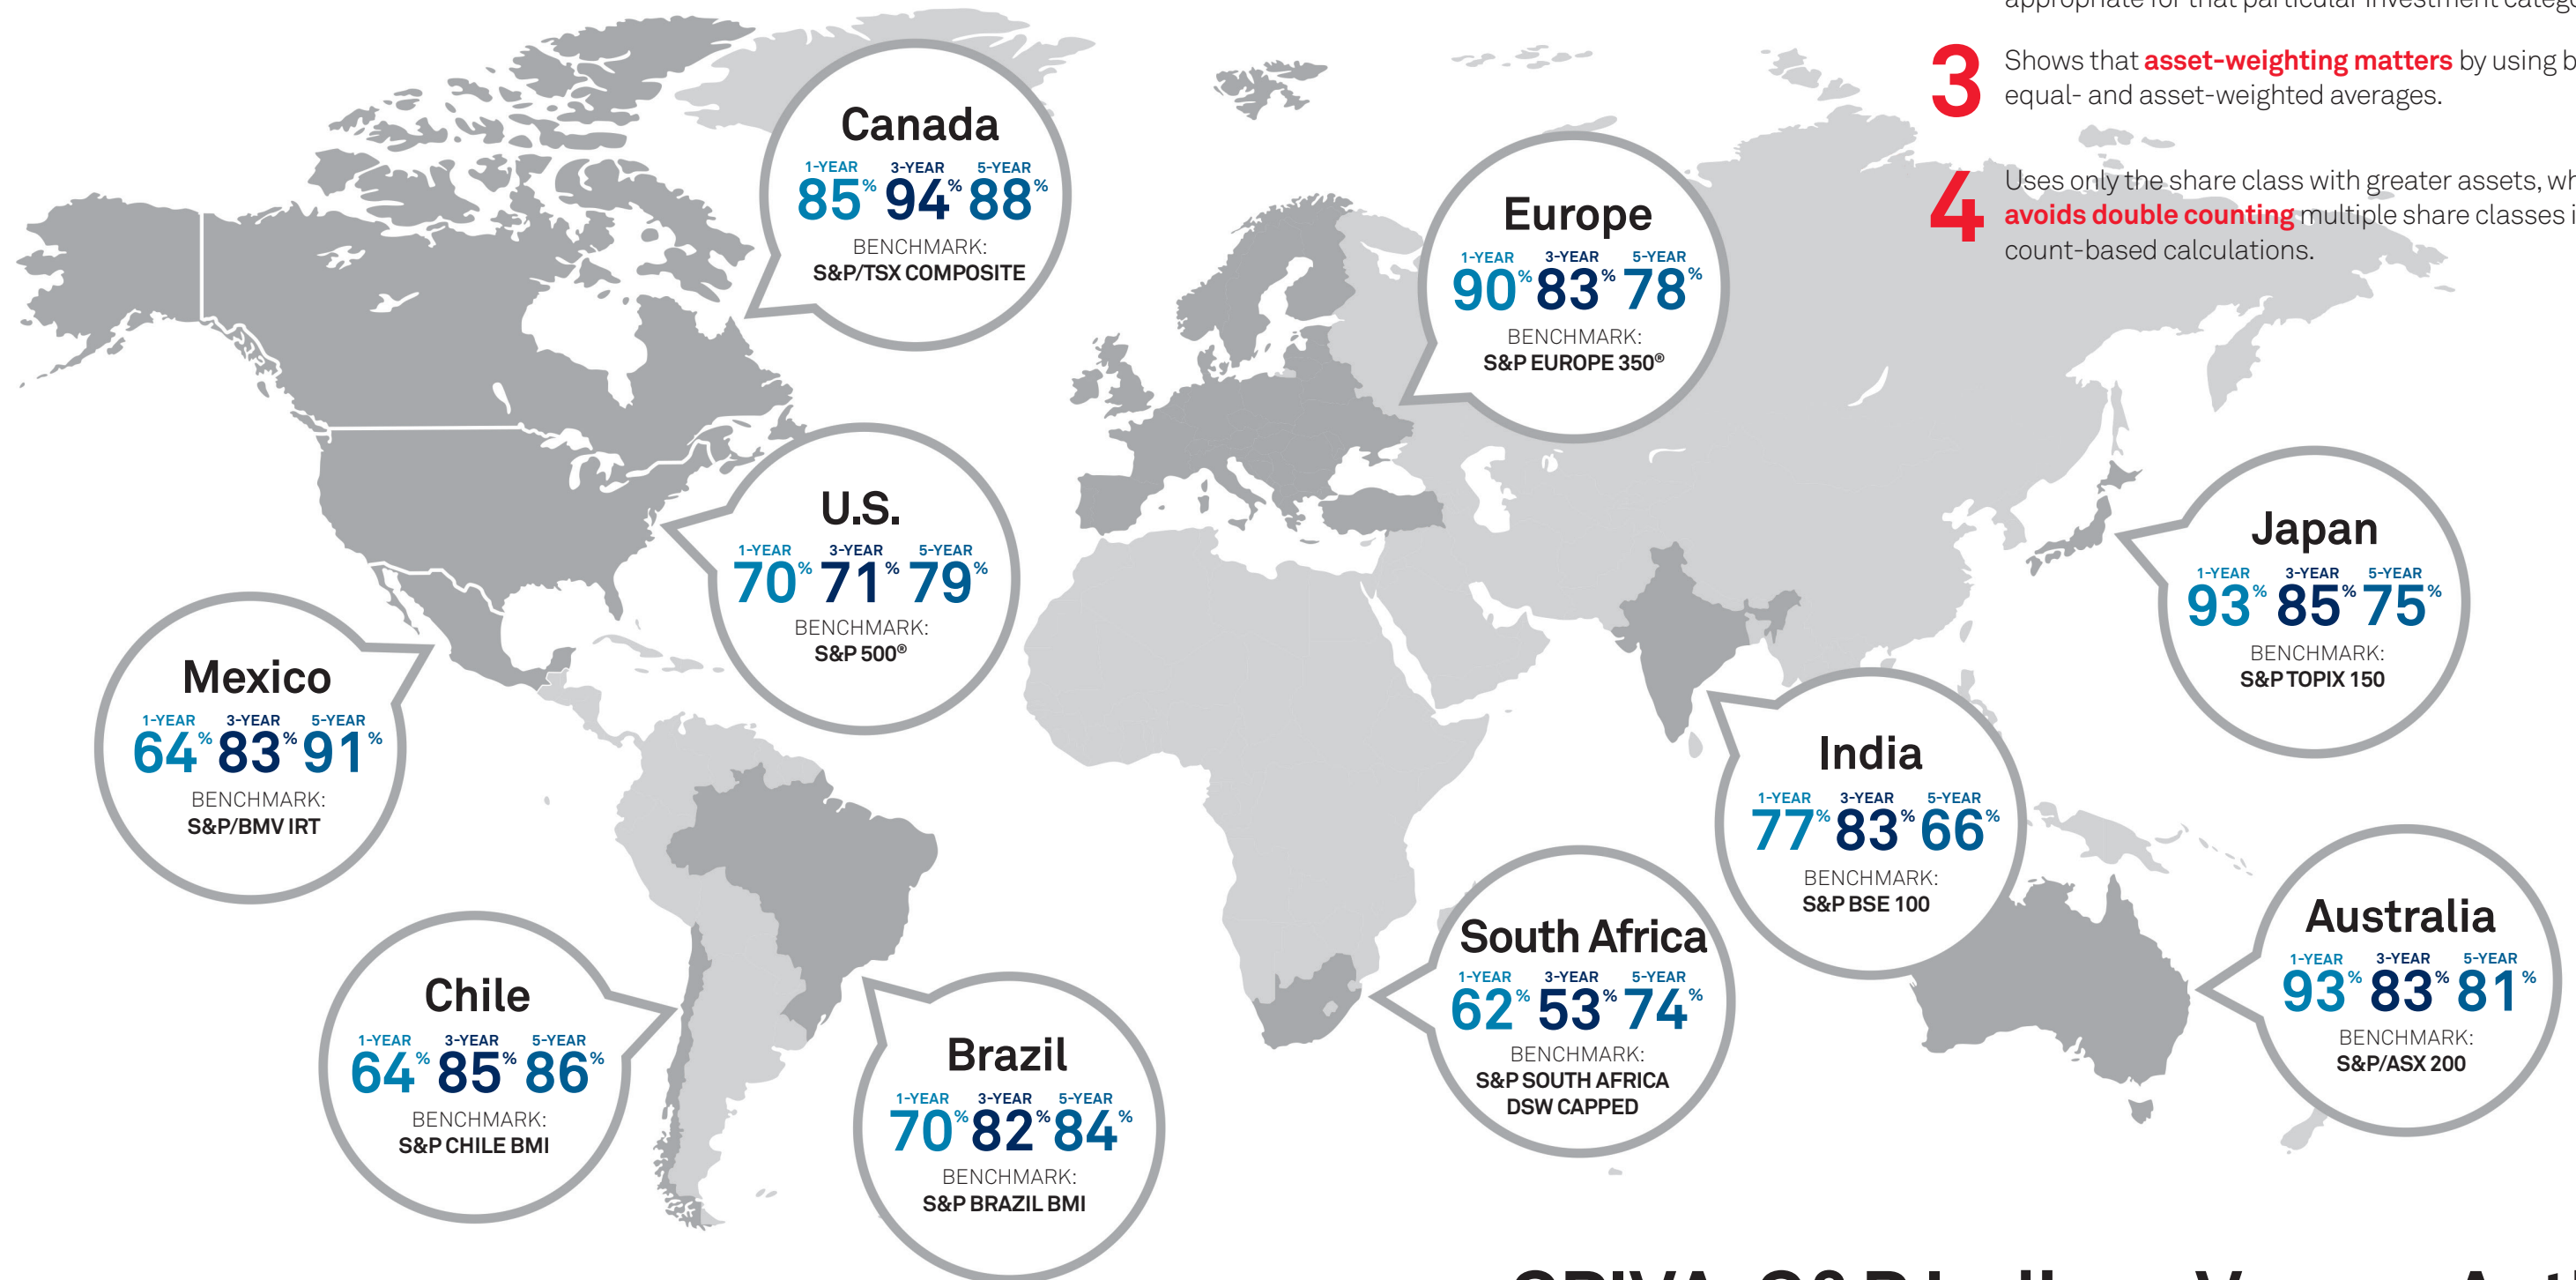 appropriate for that particular investment
3
Shows that asset-weighting matters by using
equal- and asset-weighted averages.
4
Uses only the share class with greater assets,
avoids double counting multiple share classes
count-based calculations.
Canada
1-YEAR 3-YEAR 5-YEAR
85% 94% 88%
BENCHMARK:
S&P/TSX COMPOSITE
Europe
1-YEAR 3-YEAR 5-YEAR
90% 83% 78%
BENCHMARK:
S&P EUROPE 350®
U.S.
1-YEAR 3-YEAR 5-YEAR
70% 71% 79%
BENCHMARK:
S&P 500®
Japan
1-YEAR 3-YEAR 5-YEAR
93% 85% 75%
BENCHMARK:
S&P TOPIX 150
Mexico
1-YEAR 3-YEAR 5-YEAR
64% 83% 91%
BENCHMARK:
S&P/BMV IRT
India
1-YEAR 3-YEAR 5-YEAR
77% 83% 66%
BENCHMARK:
S&P BSE 100
South Africa
1-YEAR 3-YEAR 5-YEAR
62% 53% 74%
BENCHMARK:
S&P SOUTH AFRICA
DSW CAPPED
Australia
1-YEAR 3-YEAR 5-YEAR
93% 83% 81%
BENCHMARK:
S&P/ASX 200
Chile
1-YEAR 3-YEAR 5-YEAR
64% 85% 86%
BENCHMARK:
S&P CHILE BMI
Brazil
1-YEAR 3-YEAR 5-YEAR
70% 82% 84%
BENCHMARK:
S&P BRAZIL BMI